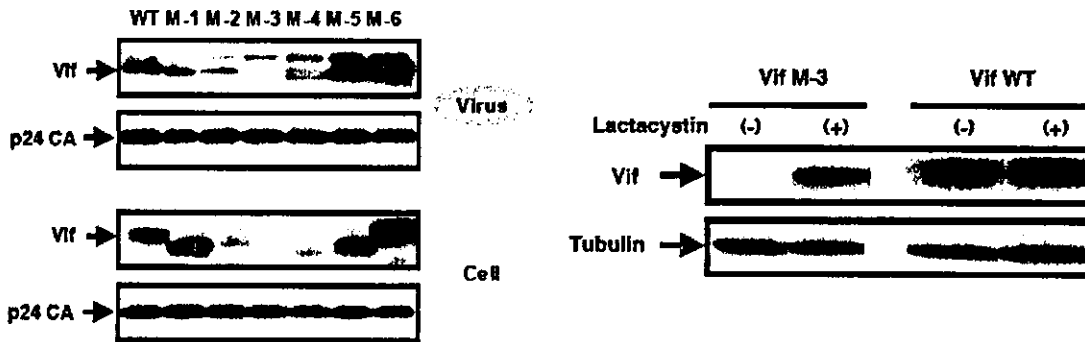 WT M-1 M-2 M-3 M-4 M-5 M-6
Vif
p24 CA
Virus
Vif
p24 CA
Cell
Vif M-3 Vif WT
Lactacystin (-) (+) (-) (+)
Vif
Tubulin